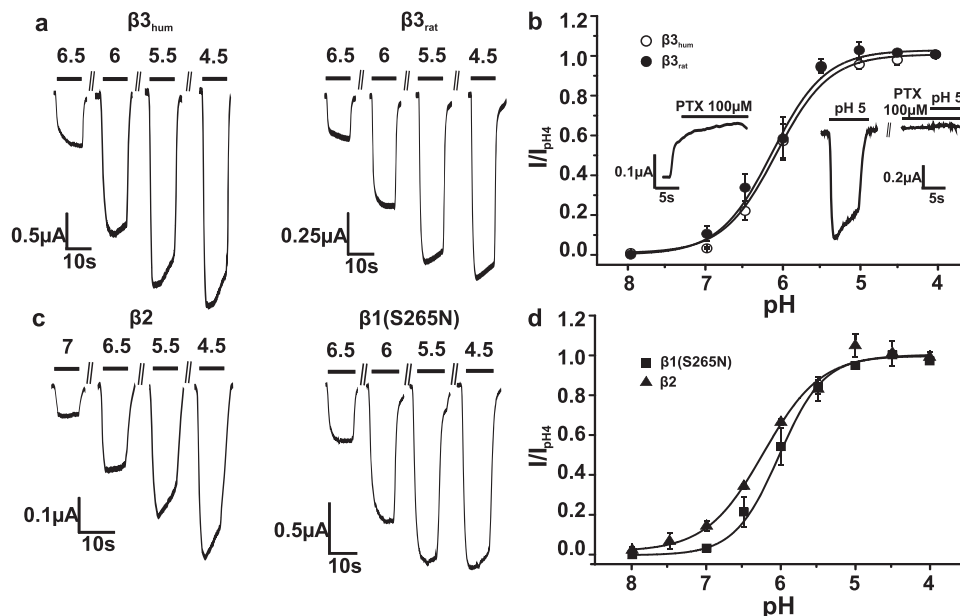 a β3hum β3rat
6.5 // 6 // 5.5 // 4.5
6.5 // 6 // 5.5 // 4.5
0.5µA
10s
0.25µA
10s
b
1.2
1.0
0.8
0.6
0.4
0.2
0.0
I/IpH4
β3hum
β3rat
PTX 100µM
0.1µA
5s
pH 5
//
PTX
100µM
pH 5
0.2µA
5s
8 7 6 5 4
pH
c β2 β1(S265N)
7 // 6.5 // 5.5 // 4.5
6.5 // 6 // 5.5 // 4.5
0.1µA
10s
0.5µA
10s
d
1.2
1.0
0.8
0.6
0.4
0.2
0.0
I/IpH4
β1(S265N)
β2
8 7 6 5 4
pH